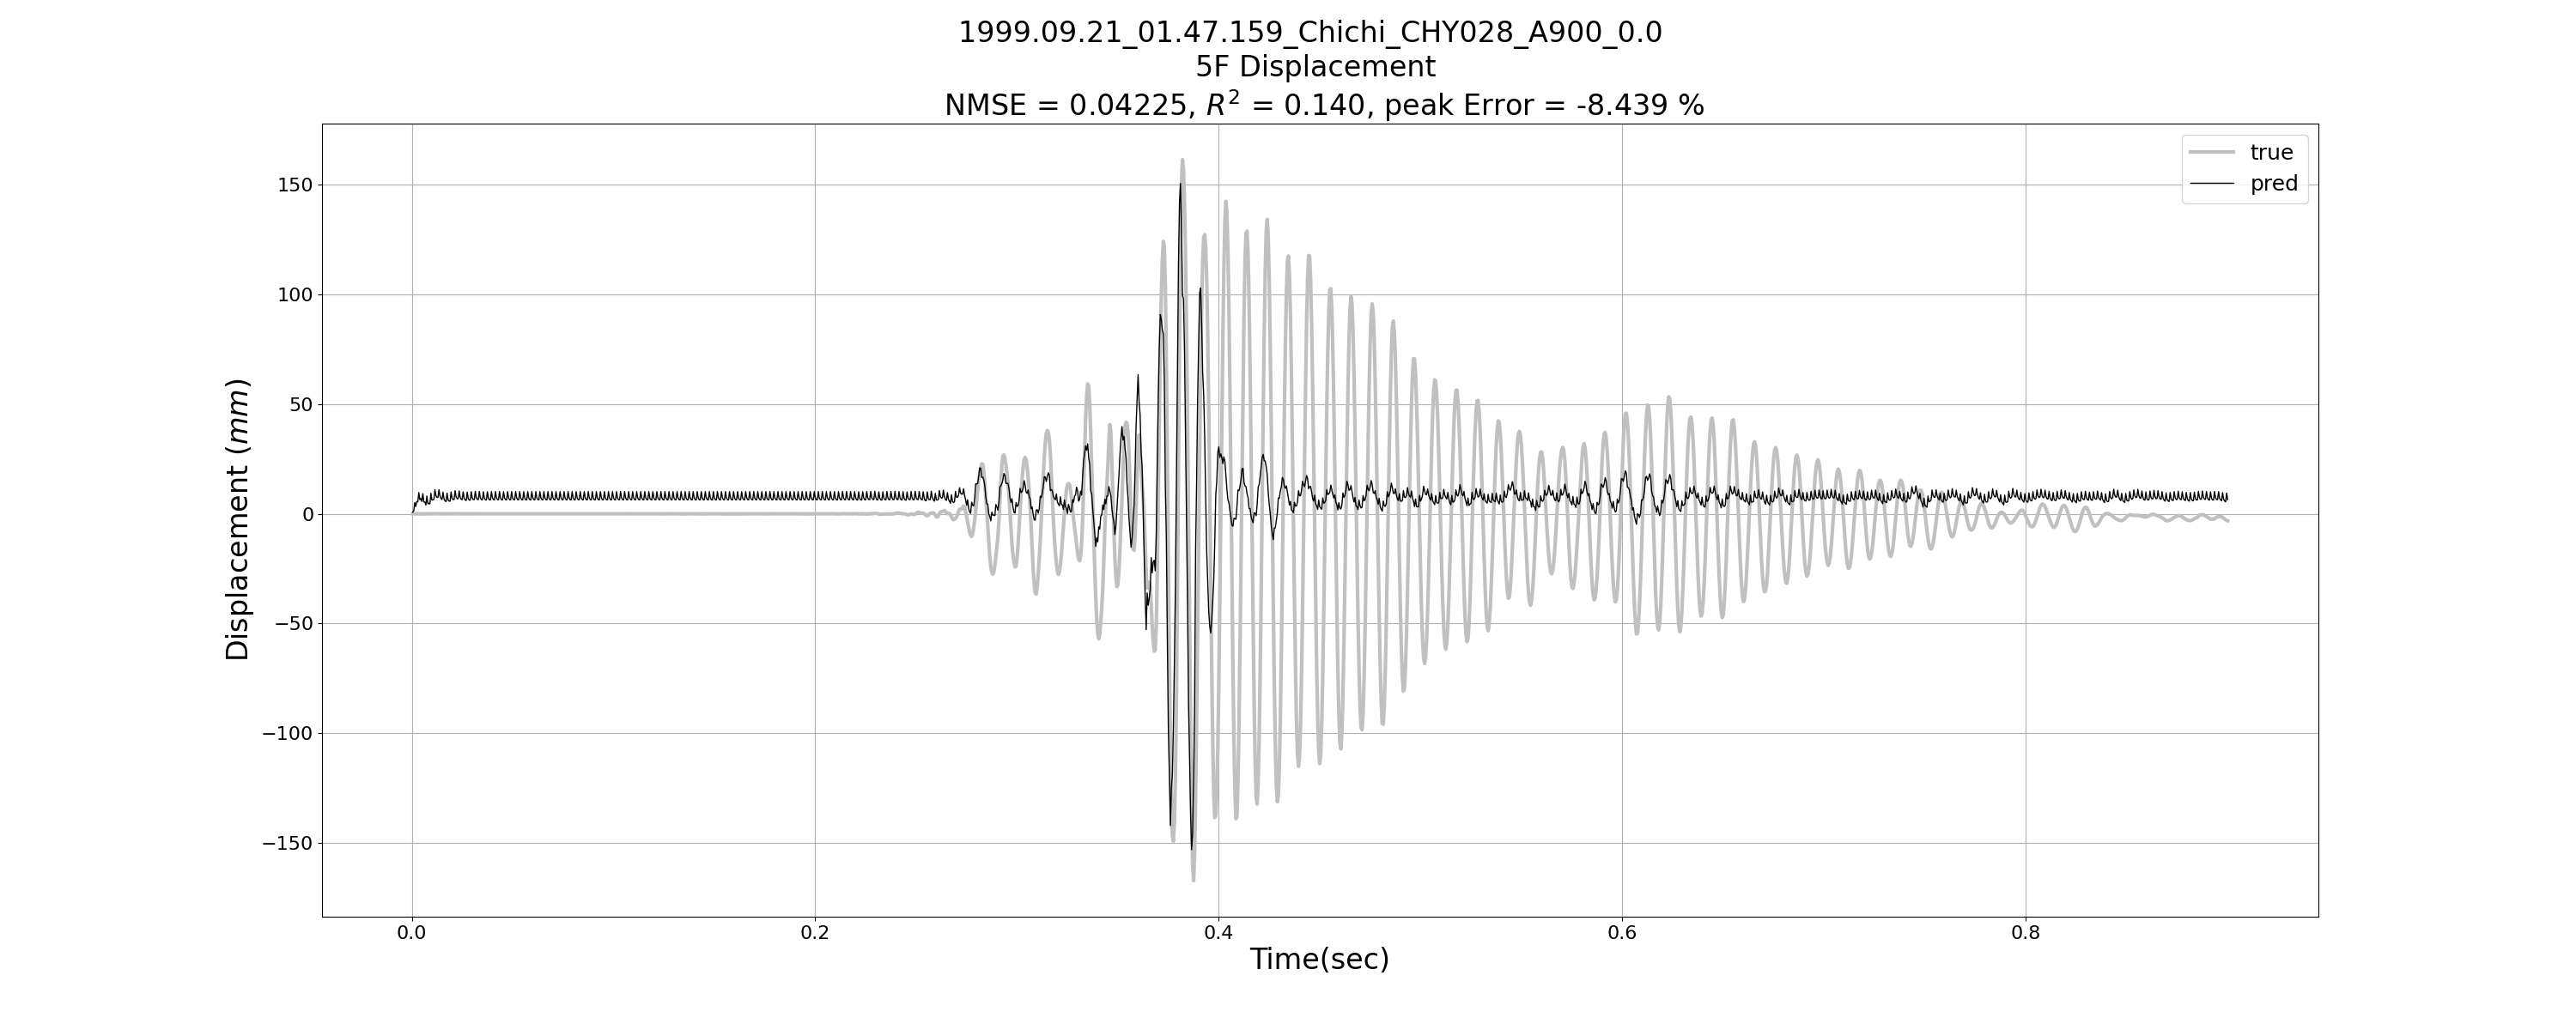 1999.09.21_01.47.159_Chichi_CHY028_A900_0.0
5F Displacement
NMSE = 0.04225, R² = 0.140, peak Error = -8.439 %
true
pred
150
100
50
0
−50
−100
−150
Displacement (mm)
0.0 0.2 0.4 0.6 0.8
Time(sec)